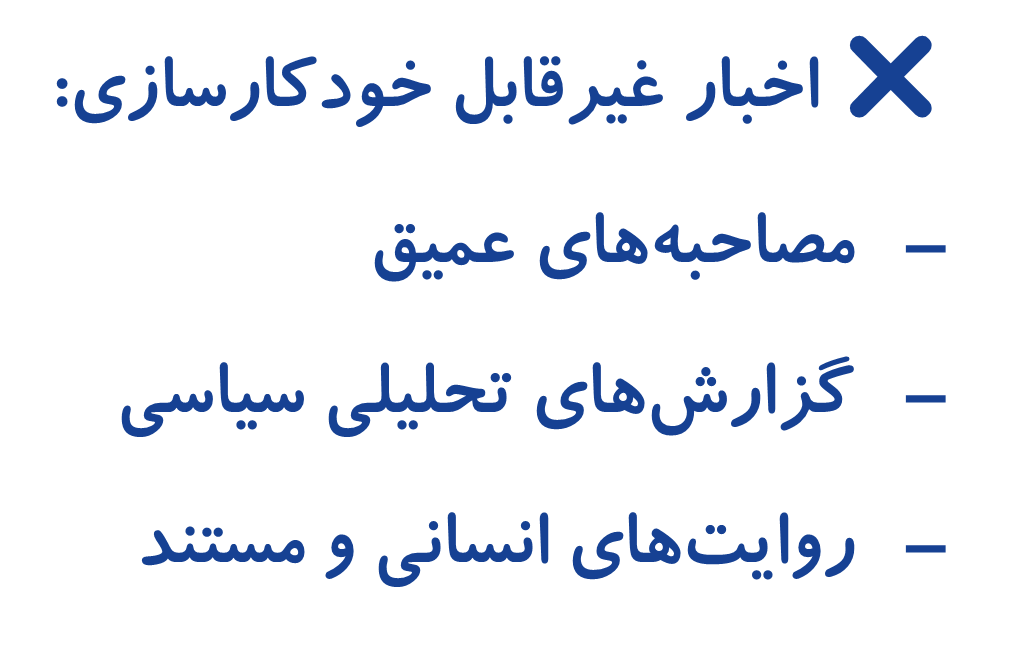 ❌ اخبار غیرقابل خودکارسازی:
– مصاحبه‌های عمیق
– گزارش‌های تحلیلی سیاسی
– روایت‌های انسانی و مستند